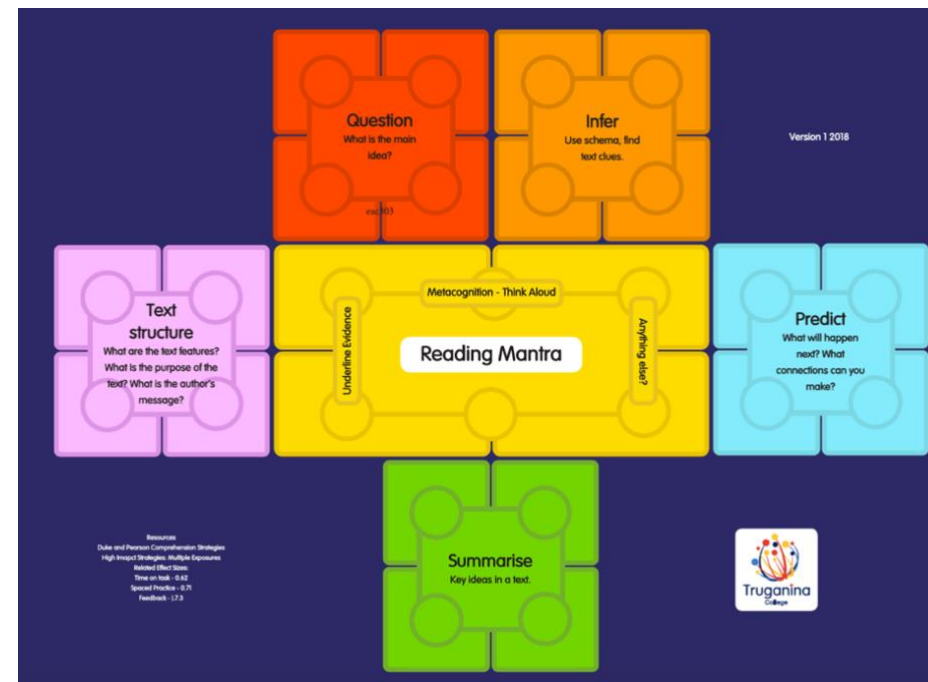 Question
What is the main
idea?
Infer
Use schema, find
text clues.
Version 1 2018
Text
structure
What are the text features?
What is the purpose of the
text? What is the author's
message?
Underline Evidence
Metacognition - Think Aloud
Reading Mantra
Anything else?
Predict
What will happen
next? What
connections can you
make?
Summarise
Key ideas in a text.
Resources
Duke and Pearson Comprehension Strategies
High Imapct Strategies: Multiple Exposures
Related Effect Sizes:
Time on task - 0.62
Spaced Practice - 0.71
Truganina
College